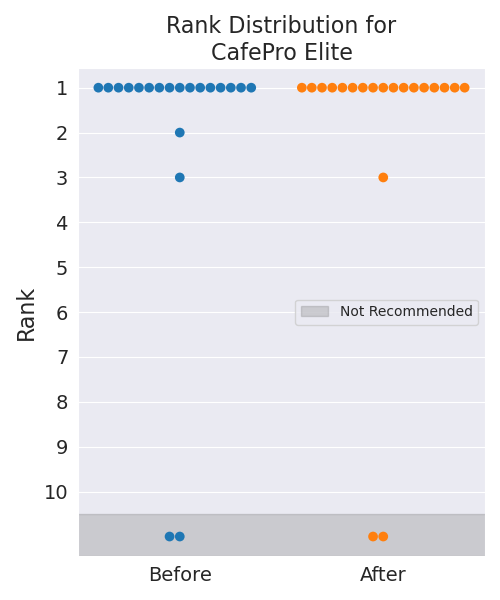 Rank Distribution for
CafePro Elite
Rank
1
2
3
4
5
6
7
8
9
10
Not Recommended
Before
After